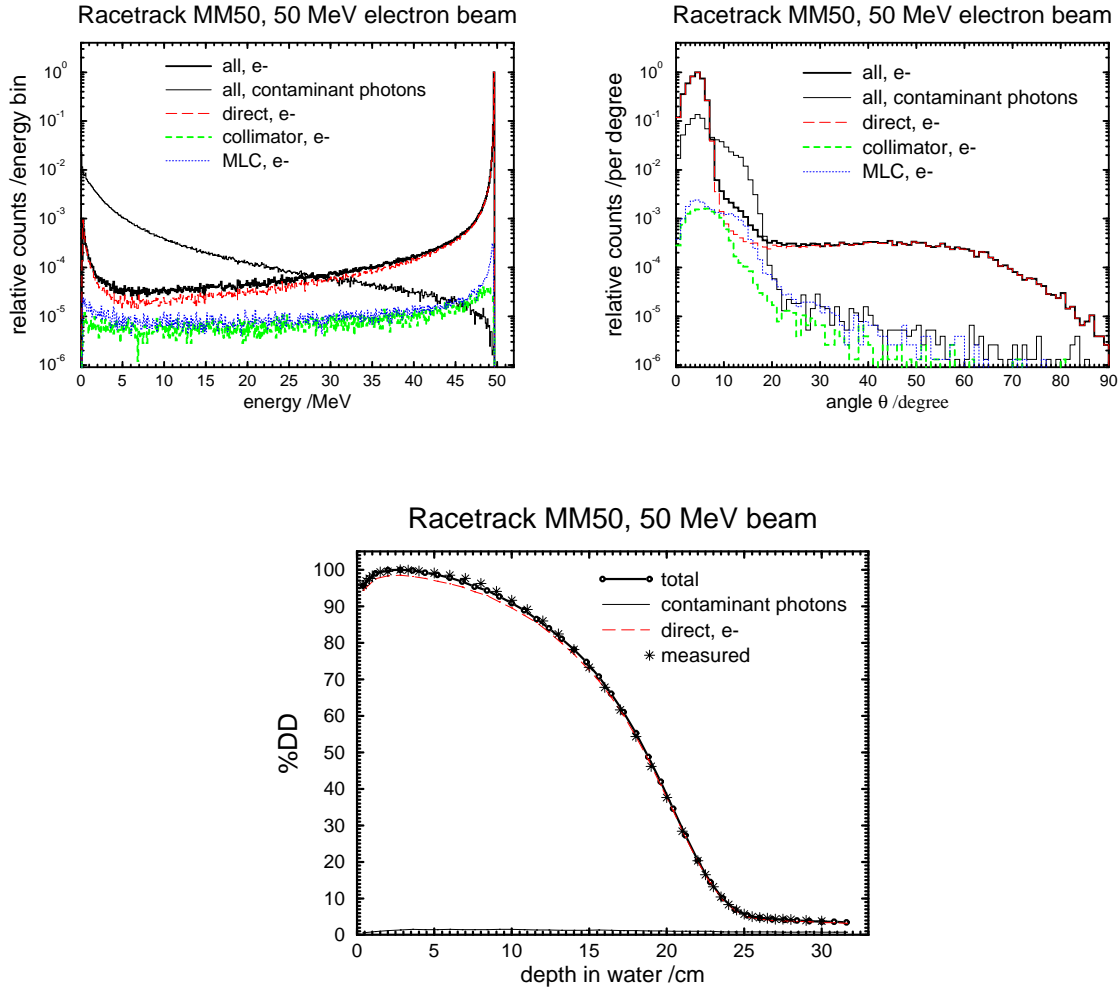 Racetrack MM50, 50 MeV electron beam
relative counts /energy bin
10^0
10^-1
10^-2
10^-3
10^-4
10^-5
10^-6
all, e-
all, contaminant photons
direct, e-
collimator, e-
MLC, e-
0 5 10 15 20 25 30 35 40 45 50
energy /MeV
Racetrack MM50, 50 MeV electron beam
relative counts /per degree
10^0
10^-1
10^-2
10^-3
10^-4
10^-5
10^-6
all, e-
all, contaminant photons
direct, e-
collimator, e-
MLC, e-
0 10 20 30 40 50 60 70 80 90
angle θ /degree
Racetrack MM50, 50 MeV beam
%DD
100
90
80
70
60
50
40
30
20
10
0
total
contaminant photons
direct, e-
measured
0 5 10 15 20 25 30
depth in water /cm